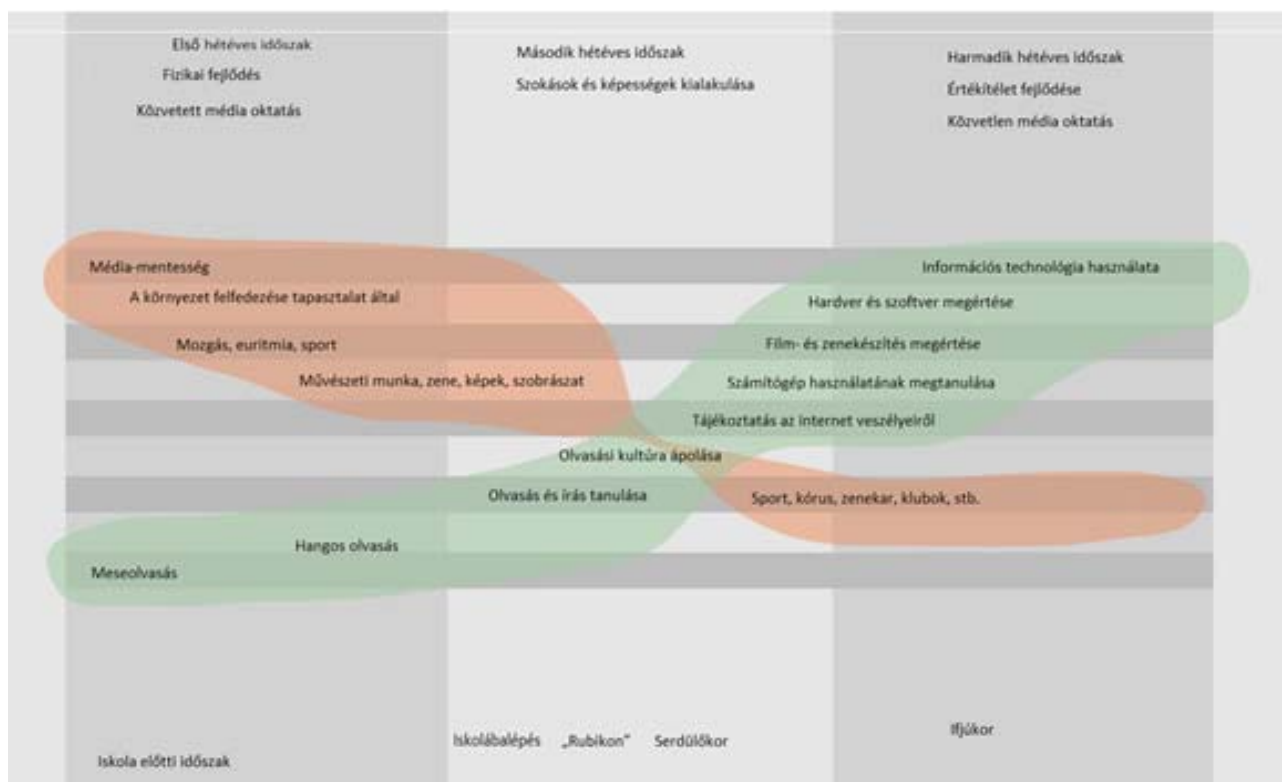 Első hétéves időszak
Fizikai fejlődés
Közvetett média oktatás
Második hétéves időszak
Szokások és képességek kialakulása
Harmadik hétéves időszak
Értékítélet fejlődése
Közvetlen média oktatás
Média-mentesség
Információs technológia használata
A környezet felfedezése tapasztalat által
Hardver és szoftver megértése
Mozgás, euritmia, sport
Film- és zenekészítés megértése
Művészeti munka, zene, képek, szobrászat
Számítógép használatának megtanulása
Tájékoztatás az internet veszélyeiről
Olvasási kultúra ápolása
Olvasás és írás tanulása
Sport, kórus, zenekar, klubok, stb.
Hangos olvasás
Meseolvasás
Iskola előtti időszak
Iskolábalépés „Rubikon" Serdülőkor
Ifjúkor